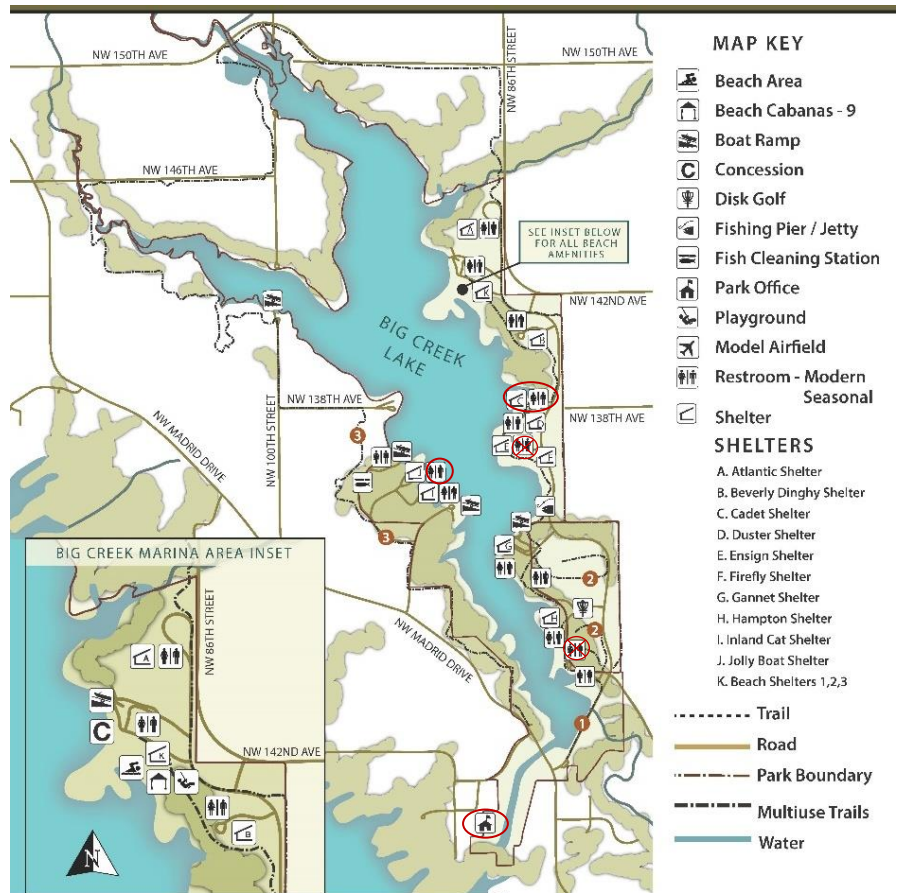 NW 150TH AVE
NW 86TH STREET
NW 150TH AVE
NW 146TH AVE
A
SEE INSET BELOW
FOR ALL BEACH
AMENITIES
K
NW 142ND AVE
BIG CREEK
LAKE
B
NW 138TH AVE
C
NW 138TH AVE
D
NW MADRID DRIVE
NW 100TH STREET
3
E
F
J
I
3
G
2
H
2
NW MADRID DRIVE
1
BIG CREEK MARINA AREA INSET
NW 86TH STREET
A
C
K
NW 142ND AVE
B
N
MAP KEY
Beach Area
Beach Cabanas - 9
Boat Ramp
C Concession
Disk Golf
Fishing Pier / Jetty
Fish Cleaning Station
Park Office
Playground
Model Airfield
Restroom - Modern
Seasonal
Shelter
SHELTERS
A. Atlantic Shelter
B. Beverly Dinghy Shelter
C. Cadet Shelter
D. Duster Shelter
E. Ensign Shelter
F. Firefly Shelter
G. Gannet Shelter
H. Hampton Shelter
I. Inland Cat Shelter
J. Jolly Boat Shelter
K. Beach Shelters 1,2,3
Trail
Road
Park Boundary
Multiuse Trails
Water